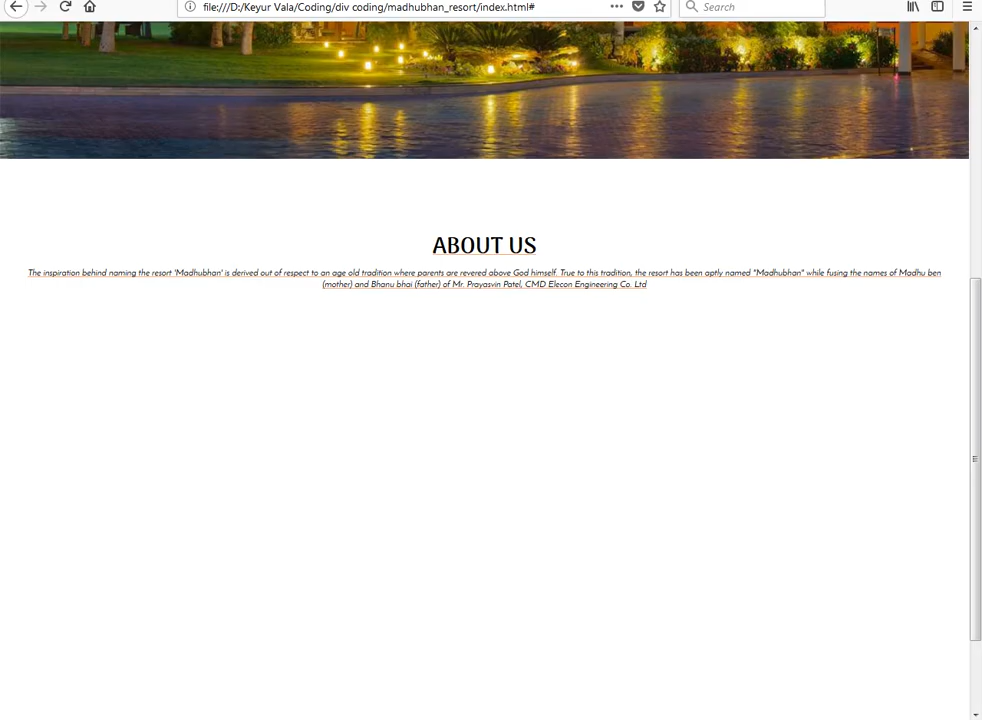 file:///D:/Keyur Vala/Coding/div coding/madhubhan_resort/index.html#
Search
ABOUT US
The inspiration behind naming the resort 'Madhubhan' is derived out of respect to an age old tradition where parents are revered above God himself. True to this tradition, the resort has been aptly named "Madhubhan" while fusing the names of Madhu ben
(mother) and Bhanu bhai (father) of Mr. Prayasvin Patel, CMD Elecon Engineering Co. Ltd